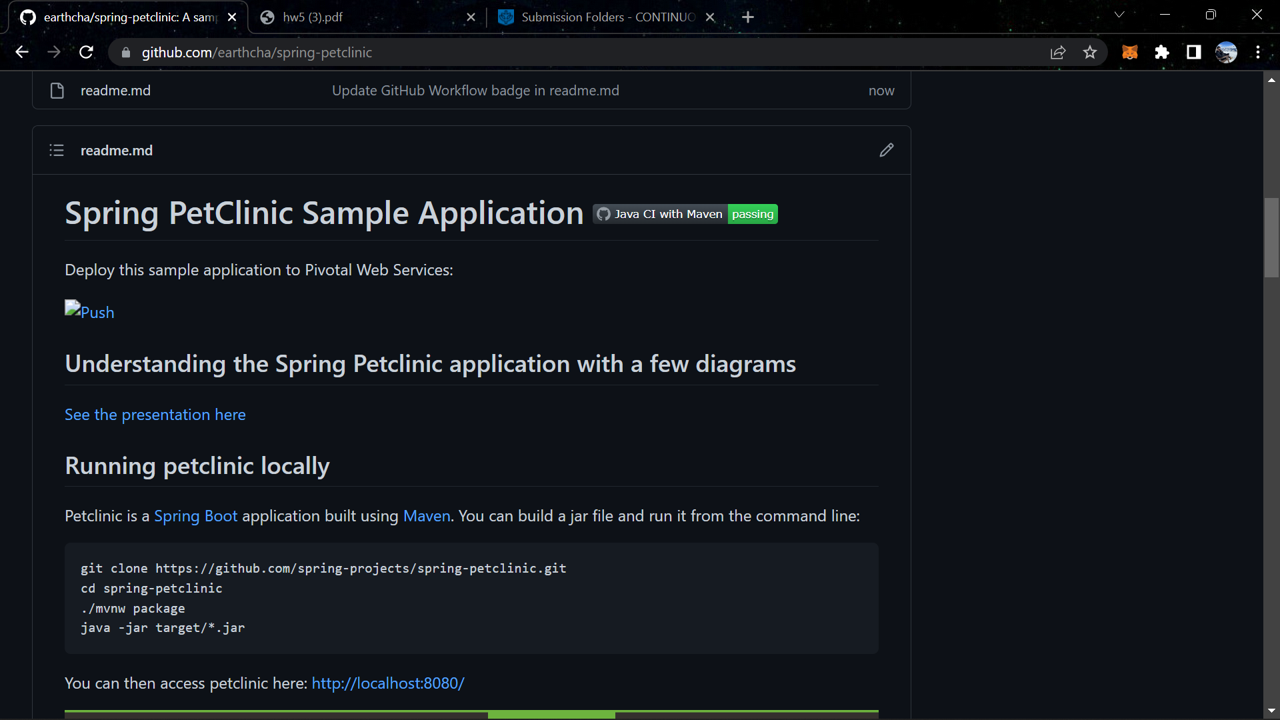 earthcha/spring-petclinic: A sam
hw5 (3).pdf
Submission Folders - CONTINUO
github.com/earthcha/spring-petclinic
readme.md Update GitHub Workflow badge in readme.md now
readme.md
Spring PetClinic Sample Application Java CI with Maven passing
Deploy this sample application to Pivotal Web Services:
Push
Understanding the Spring Petclinic application with a few diagrams
See the presentation here
Running petclinic locally
Petclinic is a Spring Boot application built using Maven. You can build a jar file and run it from the command line:
git clone https://github.com/spring-projects/spring-petclinic.git
cd spring-petclinic
./mvnw package
java -jar target/*.jar
You can then access petclinic here: http://localhost:8080/